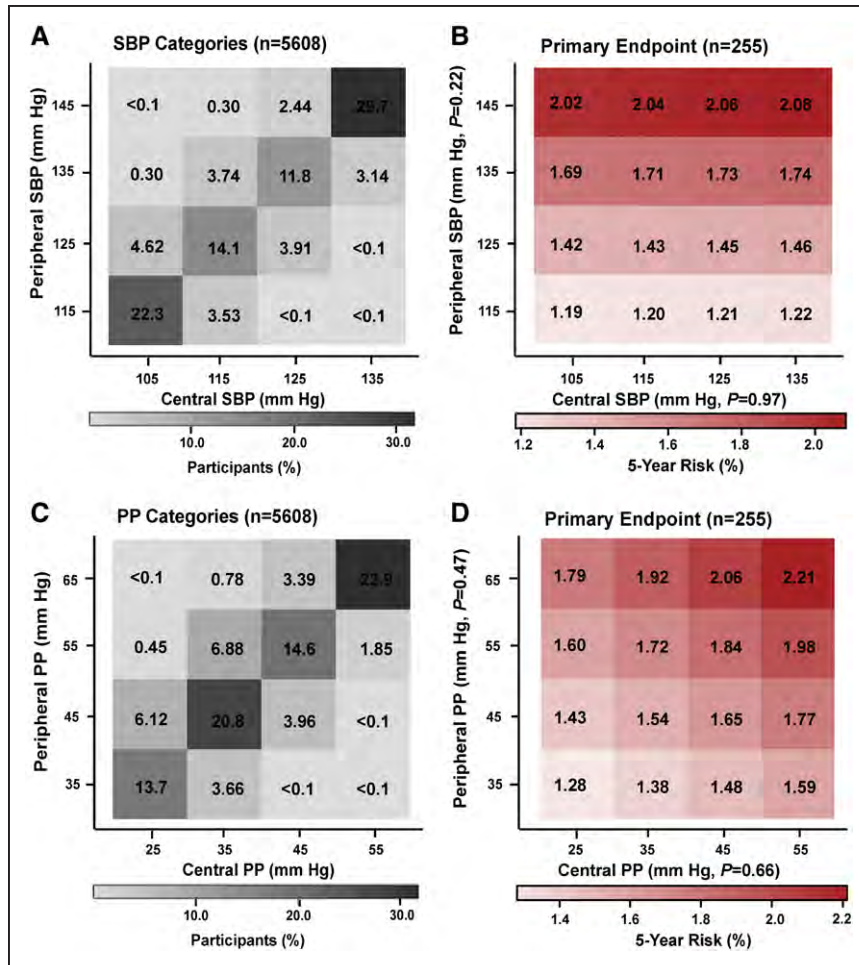 A SBP Categories (n=5608)
Peripheral SBP (mm Hg)
145 <0.1 0.30 2.44 29.7
135 0.30 3.74 11.8 3.14
125 4.62 14.1 3.91 <0.1
115 22.3 3.53 <0.1 <0.1
105 115 125 135
Central SBP (mm Hg)
10.0 20.0 30.0
Participants (%)
B Primary Endpoint (n=255)
Peripheral SBP (mm Hg, P=0.22)
145 2.02 2.04 2.06 2.08
135 1.69 1.71 1.73 1.74
125 1.42 1.43 1.45 1.46
115 1.19 1.20 1.21 1.22
105 115 125 135
Central SBP (mm Hg, P=0.97)
1.2 1.4 1.6 1.8 2.0
5-Year Risk (%)
C PP Categories (n=5608)
Peripheral PP (mm Hg)
65 <0.1 0.78 3.39 22.9
55 0.45 6.88 14.6 1.85
45 6.12 20.8 3.96 <0.1
35 13.7 3.66 <0.1 <0.1
25 35 45 55
Central PP (mm Hg)
10.0 20.0 30.0
Participants (%)
D Primary Endpoint (n=255)
Peripheral PP (mm Hg, P=0.47)
65 1.79 1.92 2.06 2.21
55 1.60 1.72 1.84 1.98
45 1.43 1.54 1.65 1.77
35 1.28 1.38 1.48 1.59
25 35 45 55
Central PP (mm Hg, P=0.66)
1.4 1.6 1.8 2.0 2.2
5-Year Risk (%)